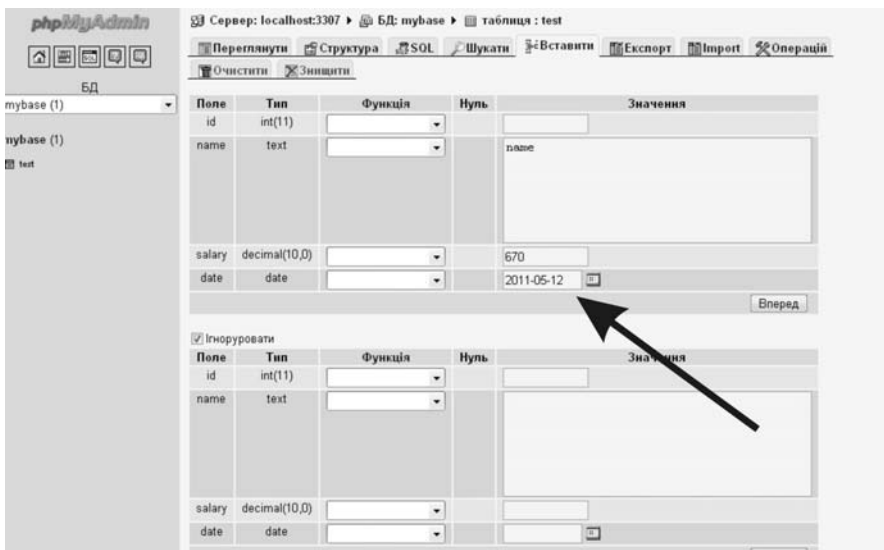 phpMyAdmin
БД
mybase (1)
mybase (1)
test
Сервер: localhost:3307 ▸ БД: mybase ▸ таблиця : test
Переглянути Структура SQL Шукати Вставити Експорт Import Операцій
Очистити Знищити
Поле Тип Функція Нуль Значення
id int(11)
name text name
salary decimal(10,0) 670
date date 2011-05-12
Вперед
Ігноруровати
Поле Тип Функція Нуль Значення
id int(11)
name text
salary decimal(10,0)
date date